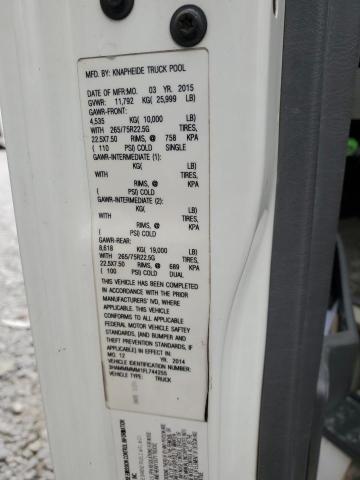 MFD. BY: KNAPHEIDE TRUCK POOL
DATE OF MFR:MO. 03 YR. 2015
GVWR: 11,792 KG( 25,999 LB)
GAWR-FRONT:
4,535 KG( 10,000 LB)
WITH 265/75R22.5G TIRES,
22.5X7.50 RIMS, @ 758 KPA
( 110 PSI) COLD SINGLE
GAWR-INTERMEDIATE (1):
KG( LB)
WITH TIRES,
RIMS, @ KPA
( PSI) COLD
GAWR-INTERMEDIATE (2):
KG( LB)
WITH TIRES,
RIMS, @ KPA
( PSI) COLD
GAWR-REAR:
8,618 KG( 19,000 LB)
WITH 265/75R22.5G TIRES,
22.5X7.50 RIMS, @ 689 KPA
( 100 PSI) COLD DUAL
THIS VEHICLE HAS BEEN COMPLETED
IN ACCORDANCE WITH THE PRIOR
MANUFACTURERS' IVD, WHERE
APPLICABLE. THIS VEHICLE
CONFORMS TO ALL APPLICABLE
FEDERAL MOTOR VEHICLE SAFTEY
STANDARDS, AND BUMPER AND
THEFT PREVENTION STANDARDS, IF
APPLICABLE IN EFFECT IN:
MO. 12 YR. 2014
VEHICLE IDENTIFICATION NUMBER:
VEHICLE TYPE: TRUCK